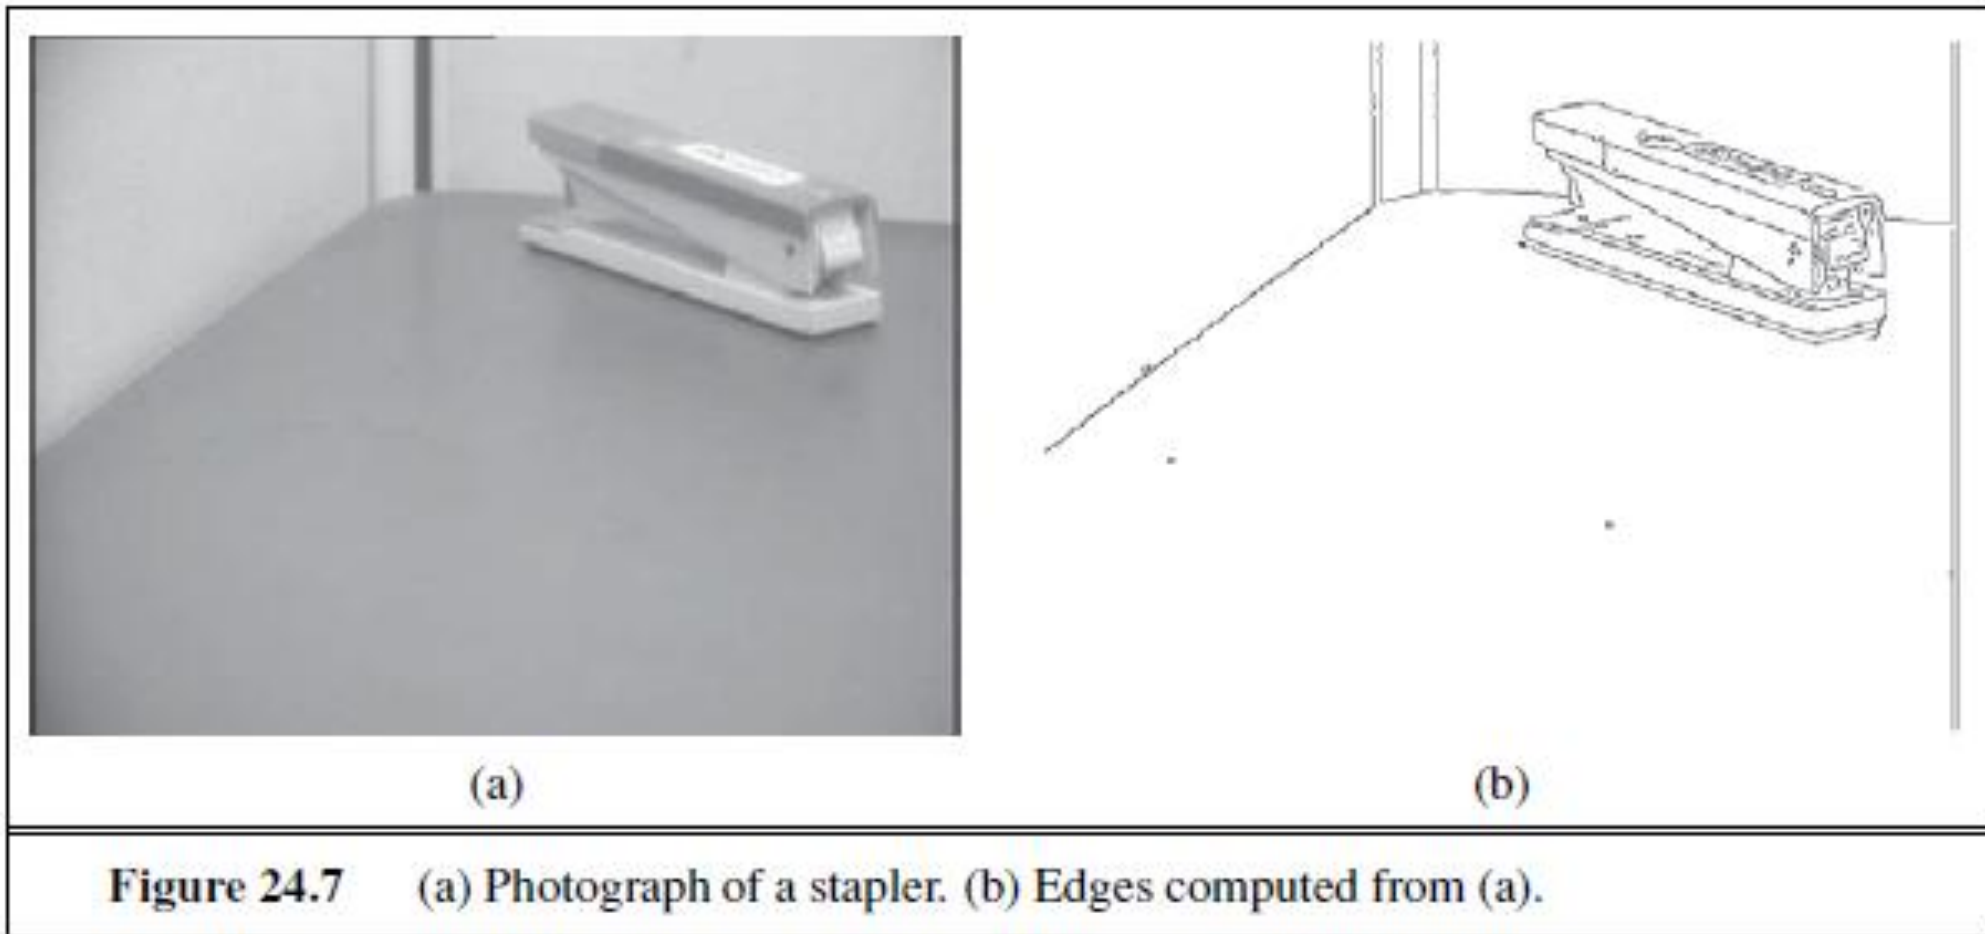 (a) (b)
Figure 24.7 (a) Photograph of a stapler. (b) Edges computed from (a).